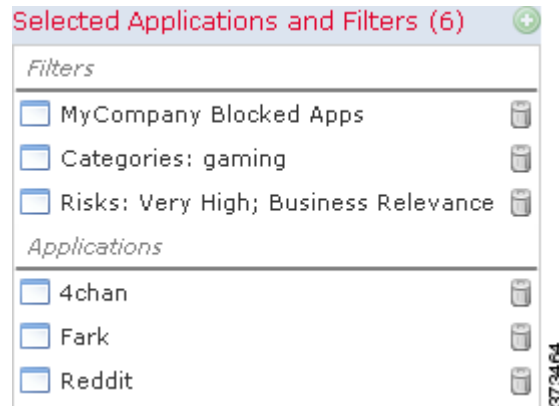 Selected Applications and Filters (6)
Filters
MyCompany Blocked Apps
Categories: gaming
Risks: Very High; Business Relevance
Applications
4chan
Fark
Reddit
373464